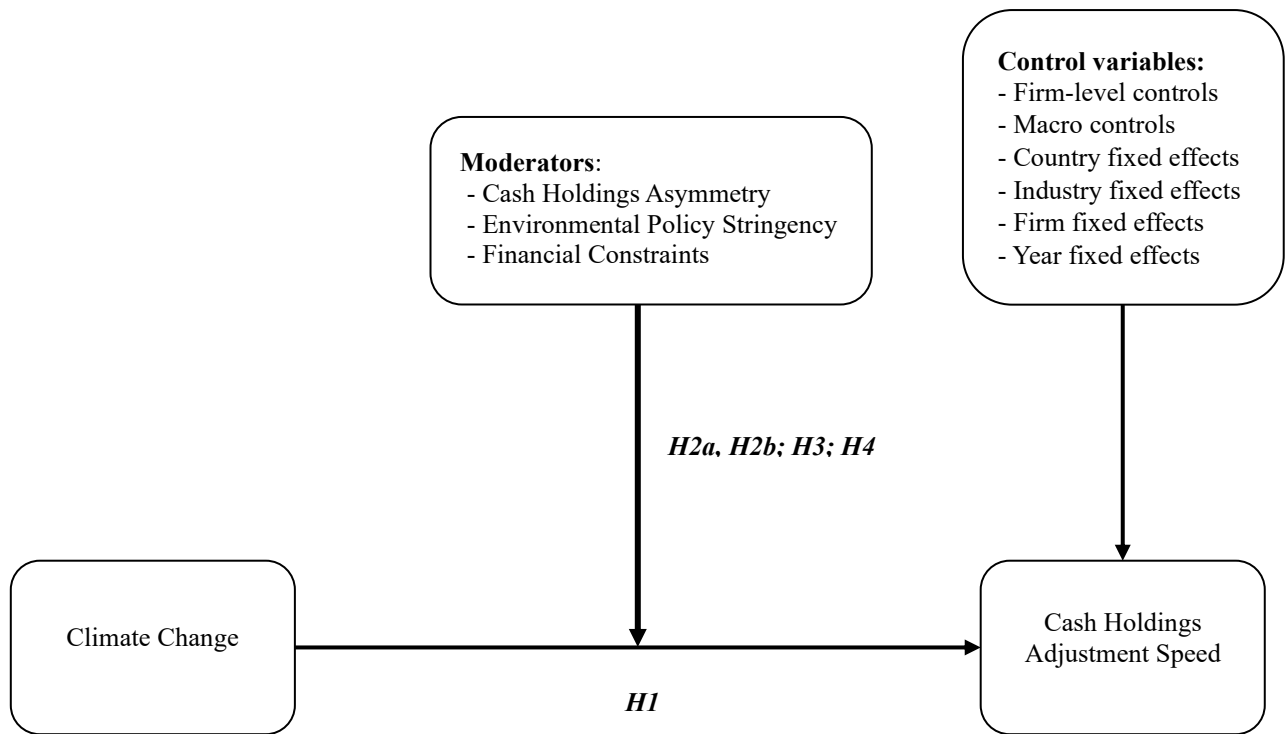 Control variables:
- Firm-level controls
- Macro controls
- Country fixed effects
- Industry fixed effects
- Firm fixed effects
- Year fixed effects
Moderators:
- Cash Holdings Asymmetry
- Environmental Policy Stringency
- Financial Constraints
H2a, H2b; H3; H4
Climate Change
Cash Holdings
Adjustment Speed
H1